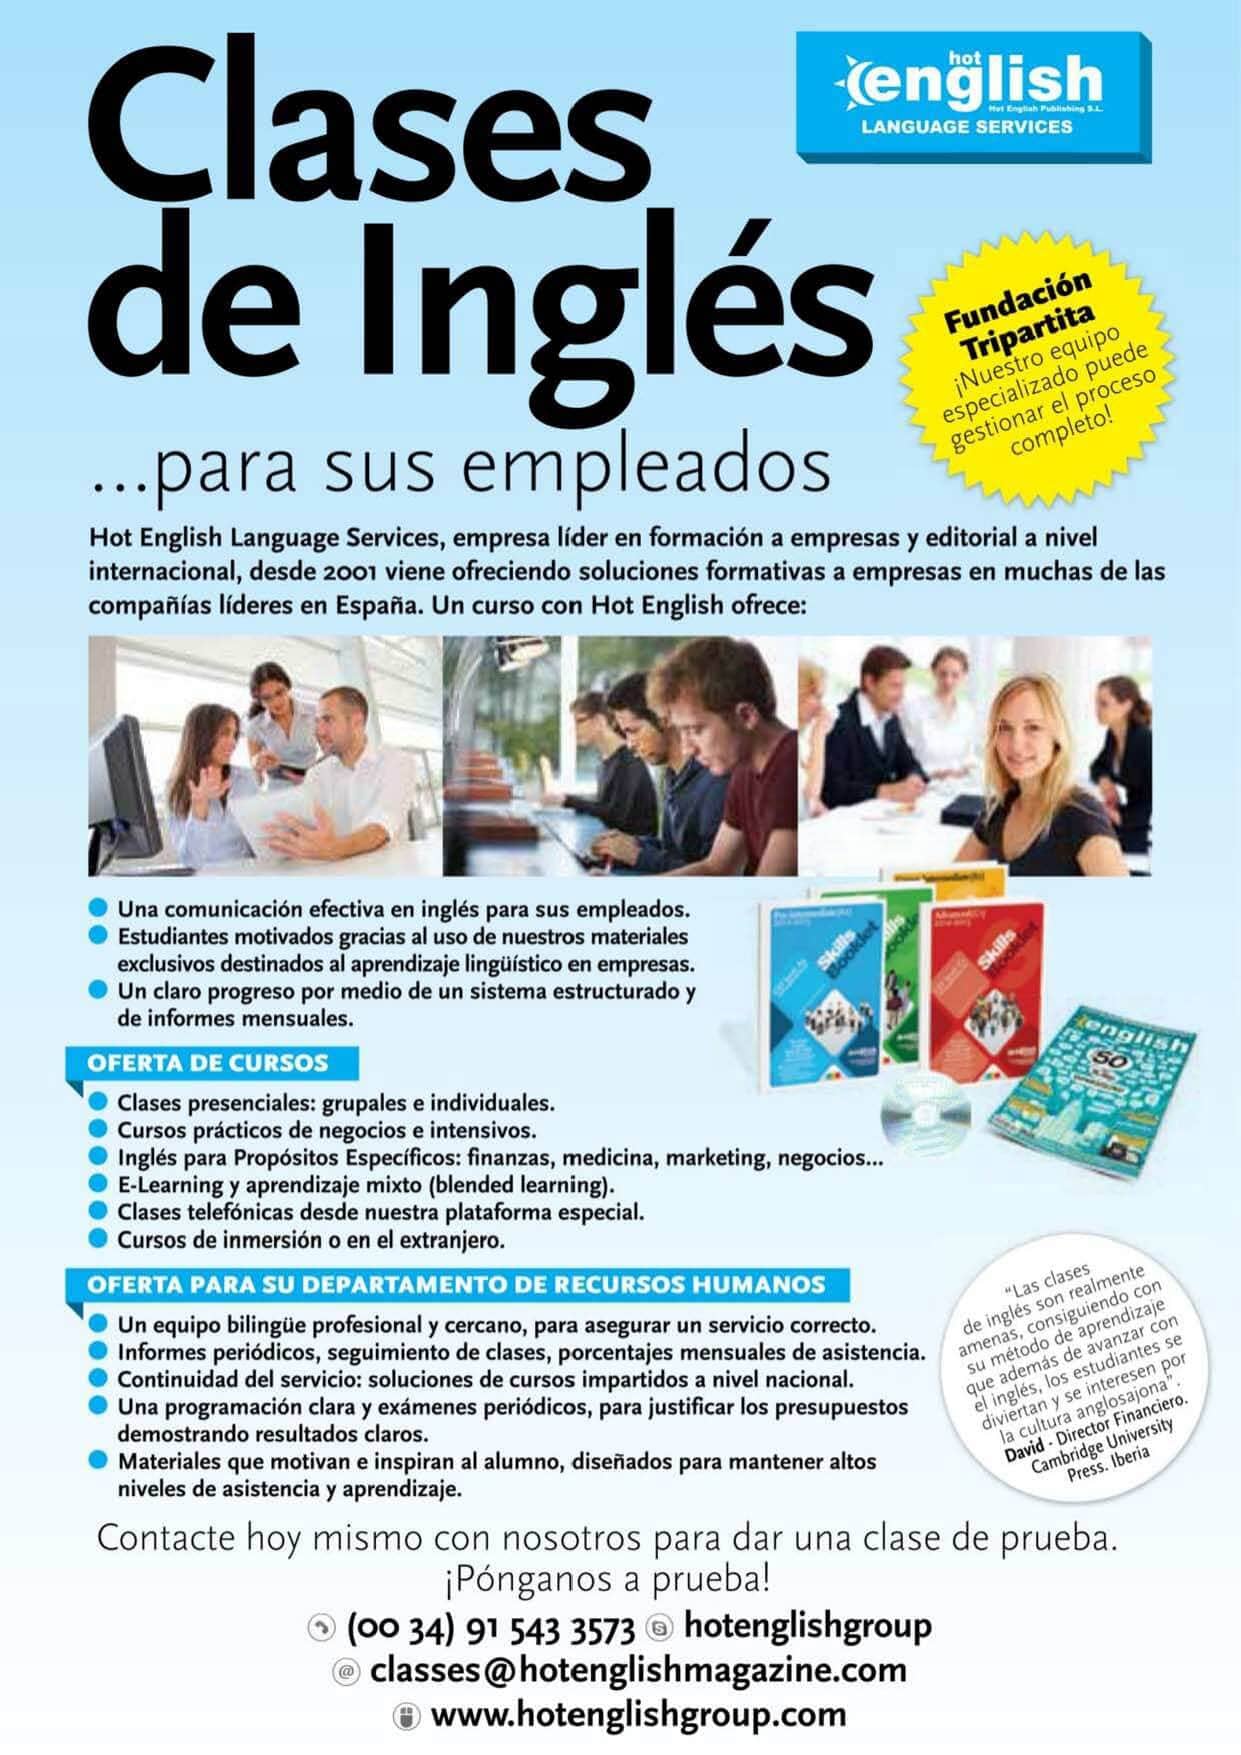 Clases
de Inglés
...para sus empleados
hot
english
Hot English Publishing S.L.
LANGUAGE SERVICES
Fundación
Tripartita
¡Nuestro equipo
especializado puede
gestionar el proceso
completo!
Hot English Language Services, empresa líder en formación a empresas y editorial a nivel
internacional, desde 2001 viene ofreciendo soluciones formativas a empresas en muchas de las
compañías líderes en España. Un curso con Hot English ofrece:
Una comunicación efectiva en inglés para sus empleados.
Estudiantes motivados gracias al uso de nuestros materiales
exclusivos destinados al aprendizaje lingüístico en empresas.
Un claro progreso por medio de un sistema estructurado y
de informes mensuales.
Skills
Booklet
Skills
Booklet
english
50
OFERTA DE CURSOS
Clases presenciales: grupales e individuales.
Cursos prácticos de negocios e intensivos.
Inglés para Propósitos Específicos: finanzas, medicina, marketing, negocios...
E-Learning y aprendizaje mixto (blended learning).
Clases telefónicas desde nuestra plataforma especial.
Cursos de inmersión o en el extranjero.
OFERTA PARA SU DEPARTAMENTO DE RECURSOS HUMANOS
Un equipo bilingüe profesional y cercano, para asegurar un servicio correcto.
Informes periódicos, seguimiento de clases, porcentajes mensuales de asistencia.
Continuidad del servicio: soluciones de cursos impartidos a nivel nacional.
Una programación clara y exámenes periódicos, para justificar los presupuestos
demostrando resultados claros.
Materiales que motivan e inspiran al alumno, diseñados para mantener altos
niveles de asistencia y aprendizaje.
"Las clases
de inglés son realmente
amenas, consiguiendo con
su método de aprendizaje
que además de avanzar con
el inglés, los estudiantes se
diviertan y se interesen por
la cultura anglosajona".
David - Director Financiero.
Cambridge University
Press. Iberia
Contacte hoy mismo con nosotros para dar una clase de prueba.
¡Pónganos a prueba!
(00 34) 91 543 3573 hotenglishgroup
@ classes@hotenglishmagazine.com
www.hotenglishgroup.com